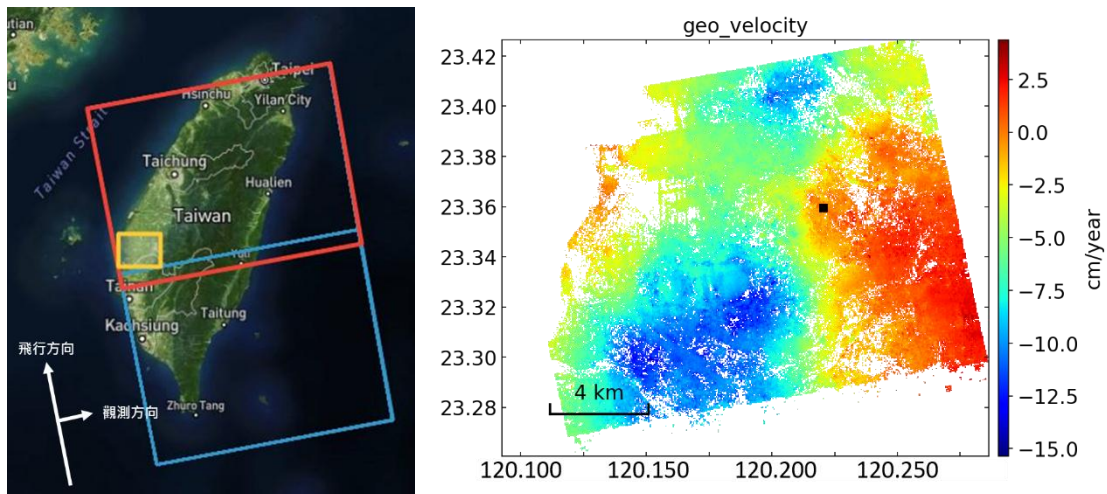 Taipei
Hsinchu
Yilan City
Taiwan Strait
Taichung
Hualien
Taiwan
Yuli
Tainan
Taitung
Kaohsiung
飛行方向
觀測方向
Zhuro Tang
geo_velocity
23.42
23.40
23.38
23.36
23.34
23.32
23.30
23.28
4 km
120.100
120.150
120.200
120.250
2.5
0.0
−2.5
−5.0
−7.5
−10.0
−12.5
−15.0
cm/year